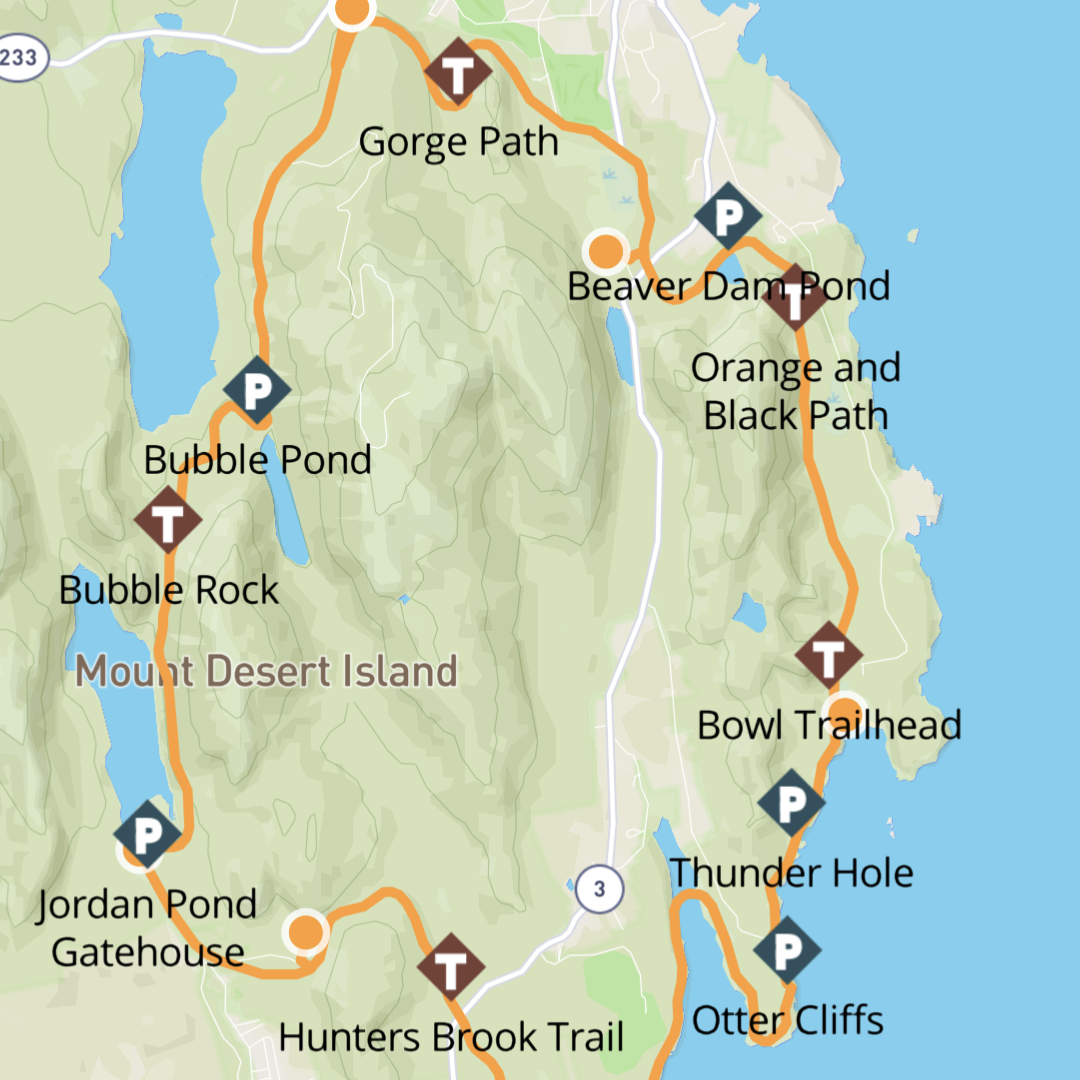 233
T
Gorge Path
P
Beaver Dam Pond
T
Orange and
Black Path
P
Bubble Pond
T
Bubble Rock
Mount Desert Island
T
Bowl Trailhead
P
Thunder Hole
P
Jordan Pond
Gatehouse
3
T
Hunters Brook Trail
P
Otter Cliffs